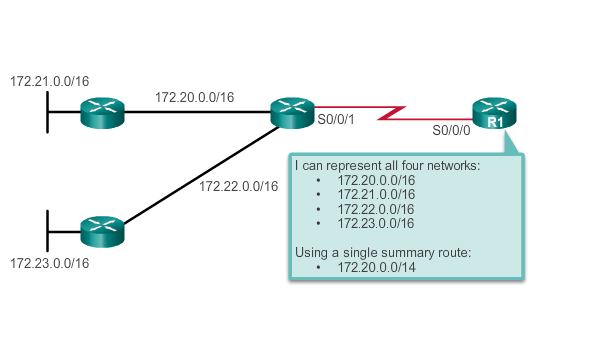 172.21.0.0/16
172.20.0.0/16
S0/0/1
R1
S0/0/0
172.22.0.0/16
172.23.0.0/16
I can represent all four networks:
• 172.20.0.0/16
• 172.21.0.0/16
• 172.22.0.0/16
• 172.23.0.0/16
Using a single summary route:
• 172.20.0.0/14